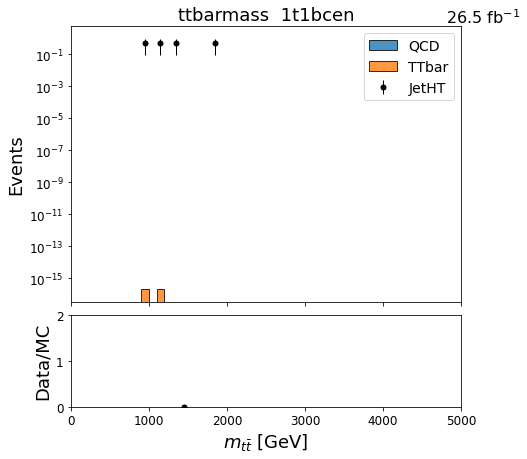 ttbarmass 1t1bcen
26.5 fb⁻¹
QCD
TTbar
JetHT
Events
10⁻¹
10⁻³
10⁻⁵
10⁻⁷
10⁻⁹
10⁻¹¹
10⁻¹³
10⁻¹⁵
Data/MC
2
1
0
0 1000 2000 3000 4000 5000
m_{tt̄} [GeV]